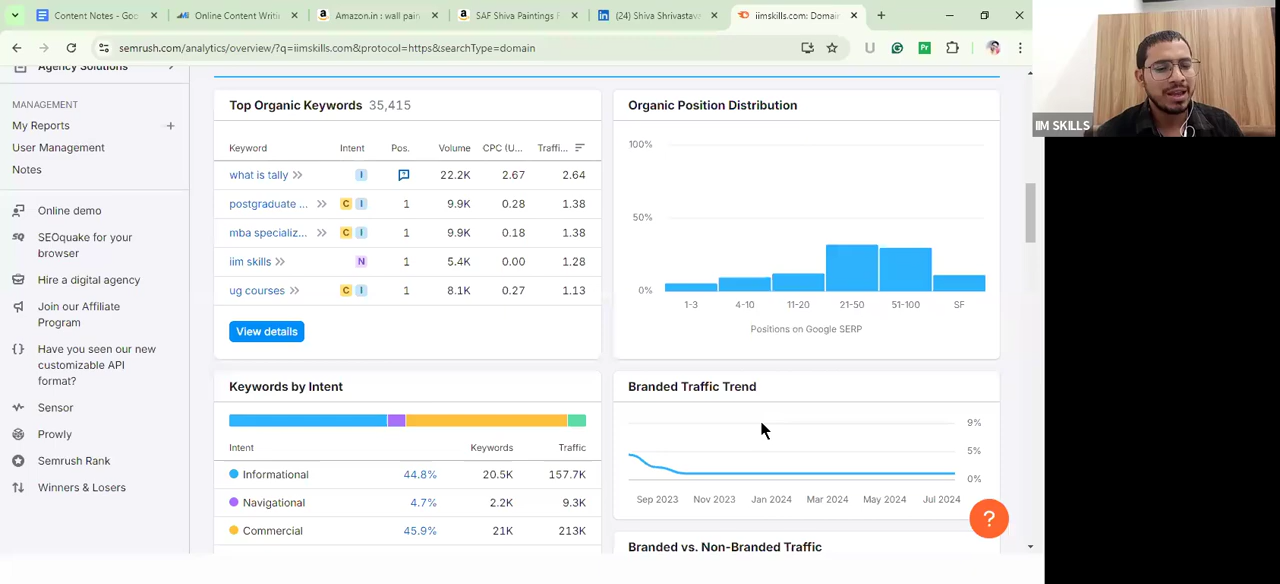 Content Notes - Goo
Online Content Writi
Amazon.in : wall pain
SAF Shiva Paintings F
(24) Shiva Shrivastav
iimskills.com: Domai
semrush.com/analytics/overview/?q=iimskills.com&protocol=https&searchType=domain
Agency Solutions
MANAGEMENT
My Reports
User Management
Notes
Online demo
SEOquake for your
browser
Hire a digital agency
Join our Affiliate
Program
Have you seen our new
customizable API
format?
Sensor
Prowly
Semrush Rank
Winners & Losers
Top Organic Keywords 35,415
Keyword Intent Pos. Volume CPC (U... Traffi...
what is tally I 22.2K 2.67 2.64
postgraduate ... C I 1 9.9K 0.28 1.38
mba specializ... C I 1 9.9K 0.18 1.38
iim skills N 1 5.4K 0.00 1.28
ug courses C I 1 8.1K 0.27 1.13
View details
Organic Position Distribution
100%
50%
0%
1-3 4-10 11-20 21-50 51-100 SF
Positions on Google SERP
Keywords by Intent
Intent Keywords Traffic
Informational 44.8% 20.5K 157.7K
Navigational 4.7% 2.2K 9.3K
Commercial 45.9% 21K 213K
Branded Traffic Trend
9%
5%
0%
Sep 2023 Nov 2023 Jan 2024 Mar 2024 May 2024 Jul 2024
?
Branded vs. Non-Branded Traffic
IIM SKILLS